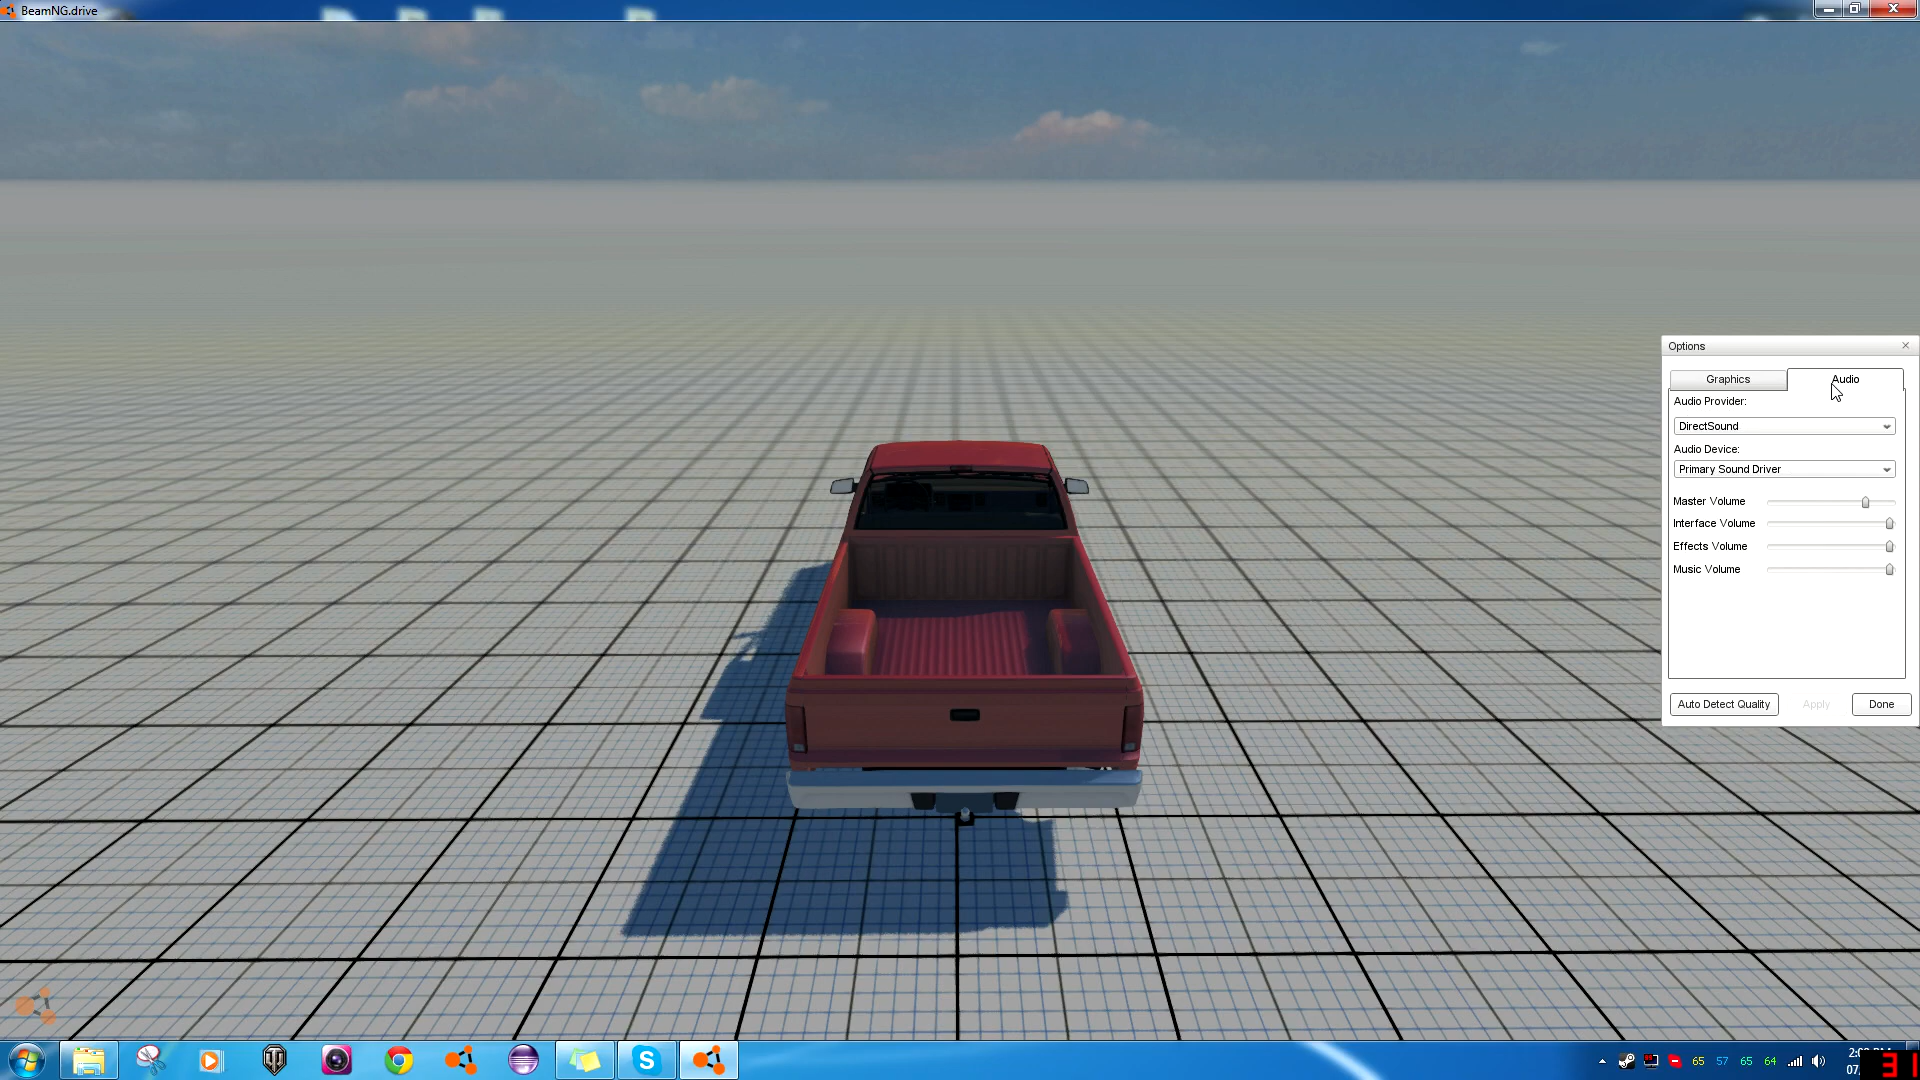 BeamNG.drive
Options
Graphics Audio
Audio Provider:
DirectSound
Audio Device:
Primary Sound Driver
Master Volume
Interface Volume
Effects Volume
Music Volume
Auto Detect Quality Apply Done
65 57 65 64
31